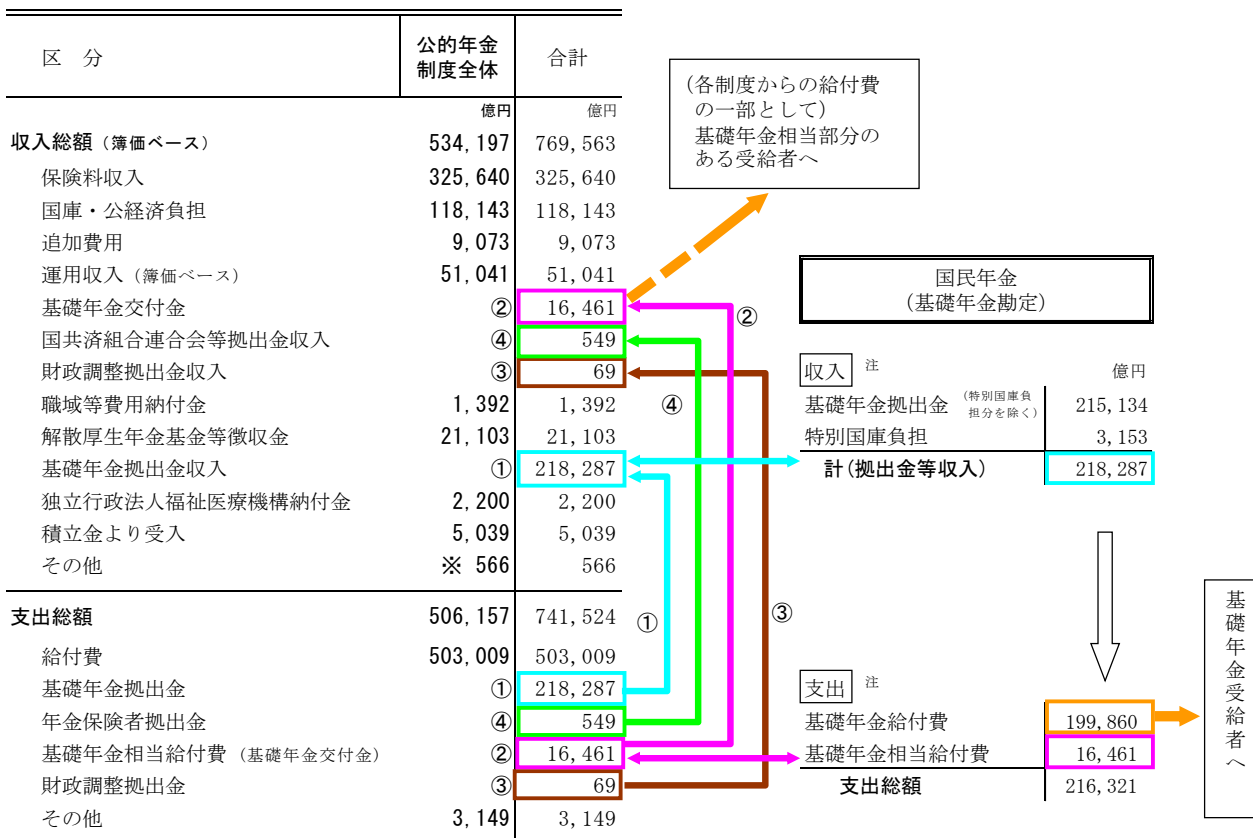 区 分 公的年金制度全体 合計
億円 億円
収入総額（簿価ベース） 534,197 769,563
保険料収入 325,640 325,640
国庫・公経済負担 118,143 118,143
追加費用 9,073 9,073
運用収入（簿価ベース） 51,041 51,041
基礎年金交付金 ② 16,461
国共済組合連合会等拠出金収入 ④ 549
財政調整拠出金収入 ③ 69
職域等費用納付金 1,392 1,392
解散厚生年金基金等徴収金 21,103 21,103
基礎年金拠出金収入 ① 218,287
独立行政法人福祉医療機構納付金 2,200 2,200
積立金より受入 5,039 5,039
その他 ※ 566 566
支出総額 506,157 741,524
給付費 503,009 503,009
基礎年金拠出金 ① 218,287
年金保険者拠出金 ④ 549
基礎年金相当給付費（基礎年金交付金） ② 16,461
財政調整拠出金 ③ 69
その他 3,149 3,149
②
④
①
③
(各制度からの給付費
の一部として)
基礎年金相当部分の
ある受給者へ
国民年金
(基礎年金勘定)
収入 注 億円
基礎年金拠出金 (特別国庫負担分を除く) 215,134
特別国庫負担 3,153
計(拠出金等収入) 218,287
支出 注
基礎年金給付費 199,860
基礎年金相当給付費 16,461
支出総額 216,321
基礎年金受給者へ